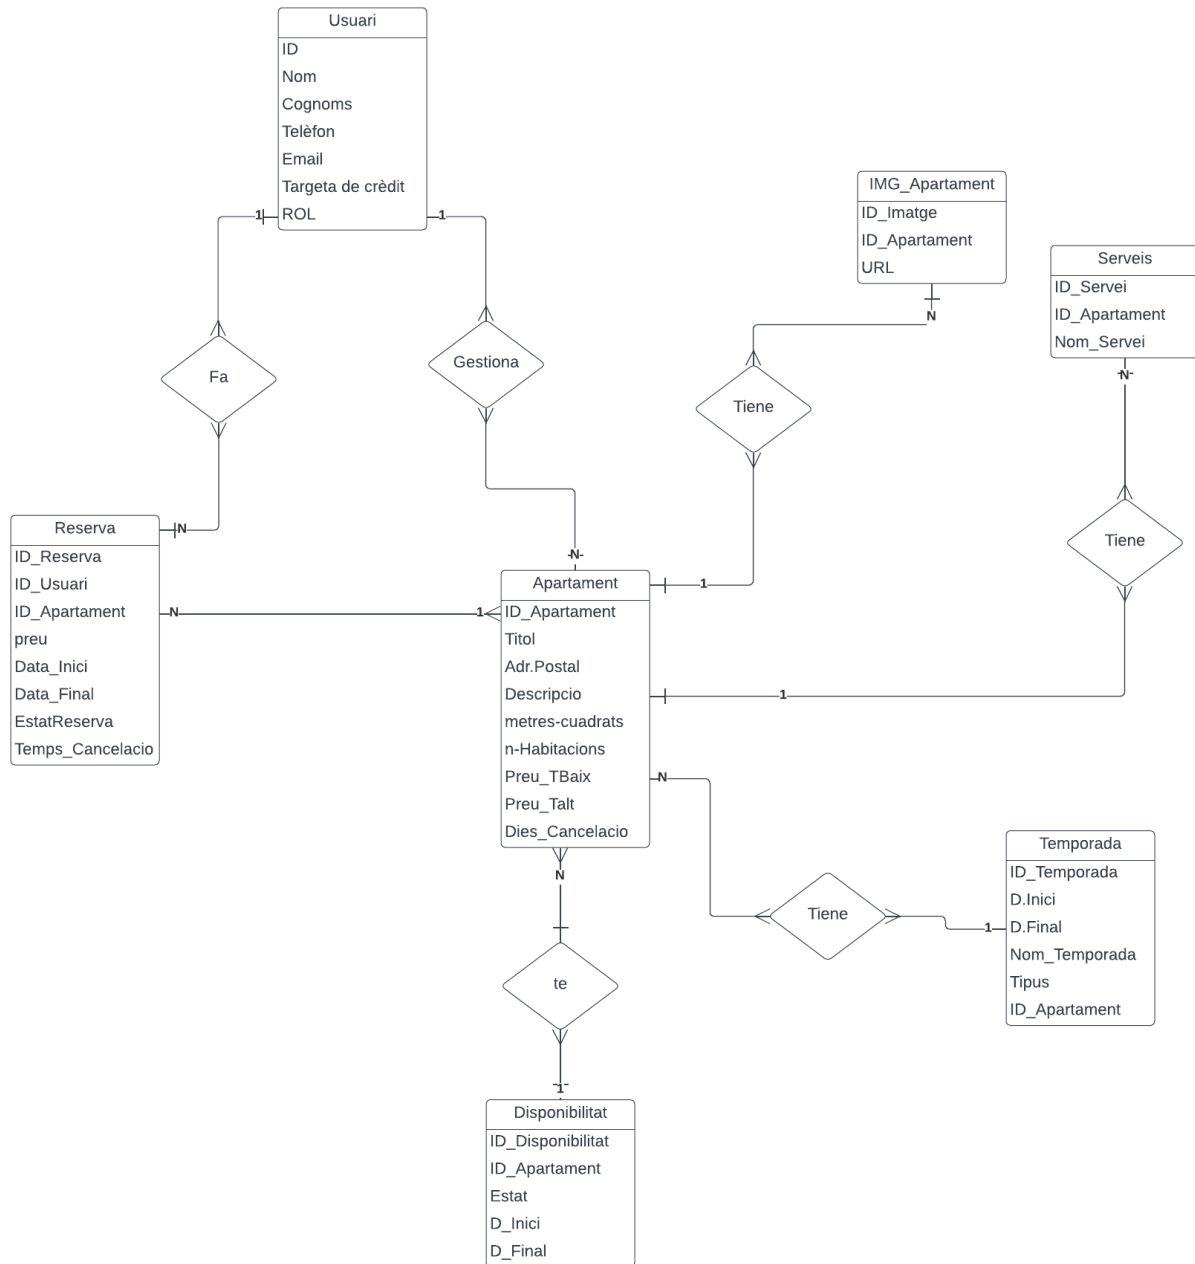 Usuari
ID
Nom
Cognoms
Telèfon
Email
Targeta de crèdit
ROL
1
1
IMG_Apartament
ID_Imatge
ID_Apartament
URL
N
Serveis
ID_Servei
ID_Apartament
Nom_Servei
N
Fa
Gestiona
Tiene
Tiene
Reserva
ID_Reserva
ID_Usuari
ID_Apartament
preu
Data_Inici
Data_Final
EstatReserva
Temps_Cancelacio
N
N
1
N
Apartament
ID_Apartament
Titol
Adr.Postal
Descripcio
metres-cuadrats
n-Habitacions
Preu_TBaix
Preu_Talt
Dies_Cancelacio
1
1
N
N
Tiene
1
Temporada
ID_Temporada
D.Inici
D.Final
Nom_Temporada
Tipus
ID_Apartament
te
1
Disponibilitat
ID_Disponibilitat
ID_Apartament
Estat
D_Inici
D_Final